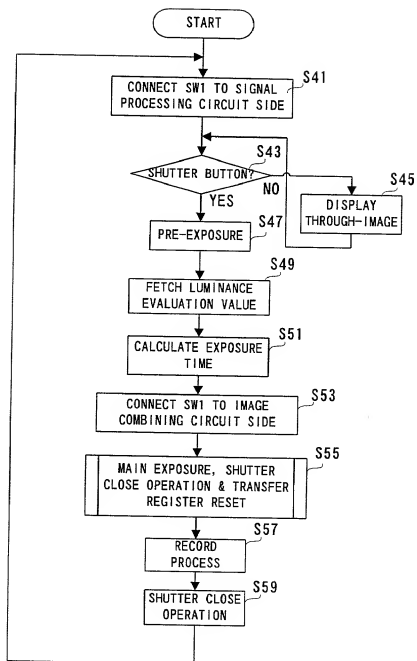 START
CONNECT SW1 TO SIGNAL
PROCESSING CIRCUIT SIDE
S41
S43
SHUTTER BUTTON?
NO
YES
S45
DISPLAY
THROUGH-IMAGE
S47
PRE-EXPOSURE
S49
FETCH LUMINANCE
EVALUATION VALUE
S51
CALCULATE EXPOSURE
TIME
S53
CONNECT SW1 TO IMAGE
COMBINING CIRCUIT SIDE
S55
MAIN EXPOSURE, SHUTTER
CLOSE OPERATION & TRANSFER
REGISTER RESET
S57
RECORD
PROCESS
S59
SHUTTER CLOSE
OPERATION